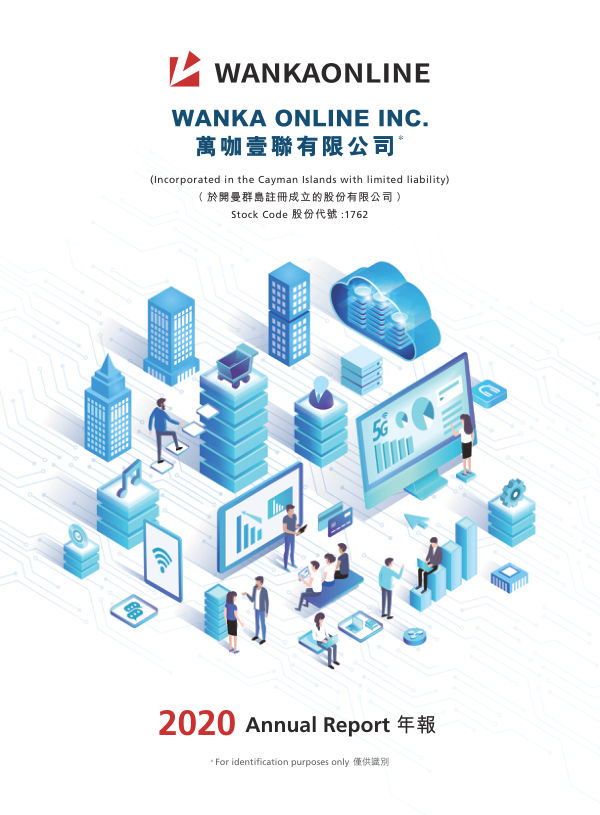 WANKAONLINE
WANKA ONLINE INC.
萬咖壹聯有限公司*
(Incorporated in the Cayman Islands with limited liability)
（於開曼群島註冊成立的股份有限公司）
Stock Code 股份代號 :1762
5G
2020 Annual Report 年報
* For identification purposes only 僅供識別